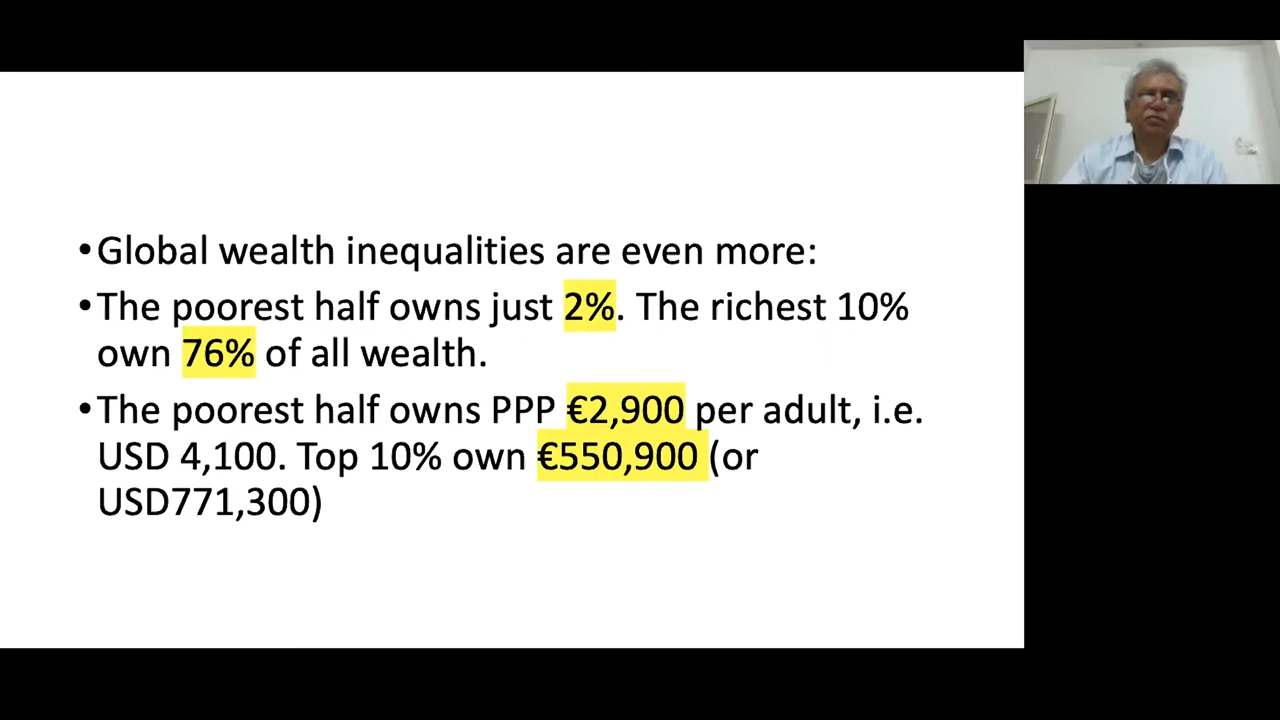 •Global wealth inequalities are even more:
•The poorest half owns just 2%. The richest 10%
own 76% of all wealth.
•The poorest half owns PPP €2,900 per adult, i.e.
USD 4,100. Top 10% own €550,900 (or
USD771,300)